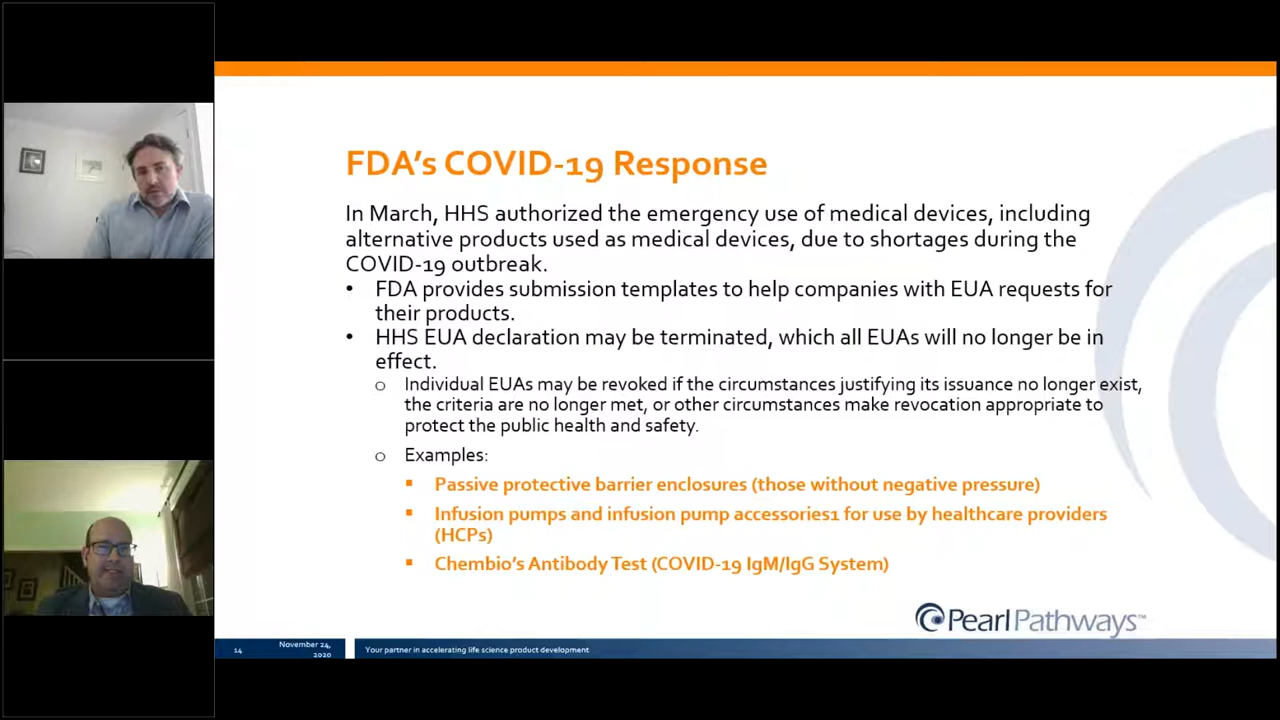 FDA's COVID-19 Response
In March, HHS authorized the emergency use of medical devices, including
alternative products used as medical devices, due to shortages during the
COVID-19 outbreak.
• FDA provides submission templates to help companies with EUA requests for
their products.
• HHS EUA declaration may be terminated, which all EUAs will no longer be in
effect.
o Individual EUAs may be revoked if the circumstances justifying its issuance no longer exist,
the criteria are no longer met, or other circumstances make revocation appropriate to
protect the public health and safety.
o Examples:
▪ Passive protective barrier enclosures (those without negative pressure)
▪ Infusion pumps and infusion pump accessories1 for use by healthcare providers
(HCPs)
▪ Chembio's Antibody Test (COVID-19 IgM/IgG System)
PearlPathways™
14
November 24,
2020
Your partner in accelerating life science product development